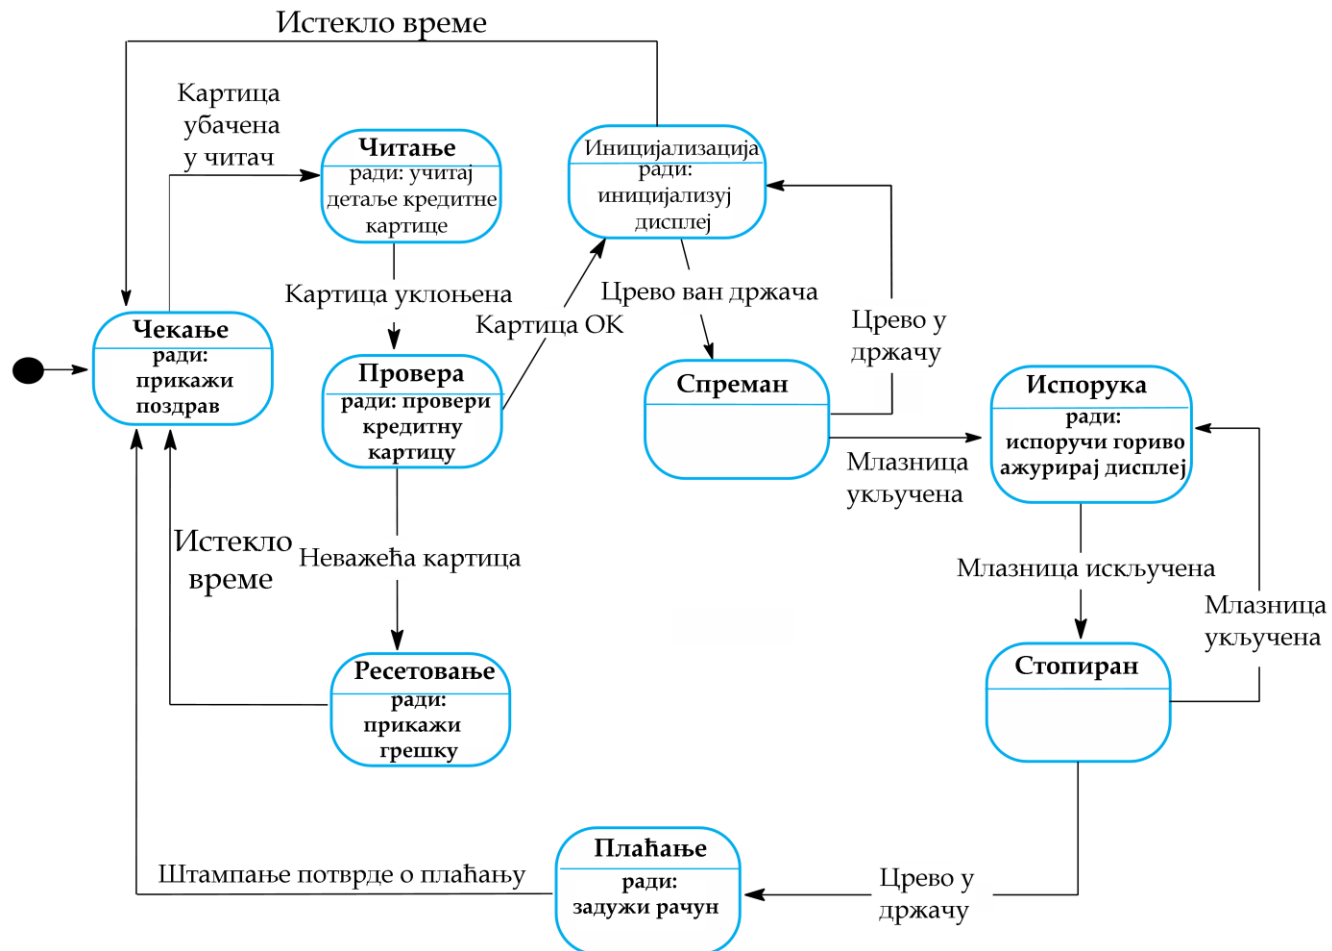 Истекло време
Картица
убачена
у читач
Читање
ради: учитај
детаље кредитне
картице
Иницијализација
ради:
иницијализуј
дисплеј
Картица уклоњена
Црево ван држача
Картица ОК
Црево у
држачу
Чекање
ради:
прикажи
поздрав
Провера
ради: провери
кредитну
картицу
Спреман
Испорука
ради:
испоручи гориво
ажурирај дисплеј
Млазница
укључена
Истекло
време
Неважећа картица
Млазница искључена
Млазница
укључена
Ресетовање
ради:
прикажи
грешку
Стопиран
Плаћање
ради:
задужи рачун
Штампање потврде о плаћању
Црево у
држачу